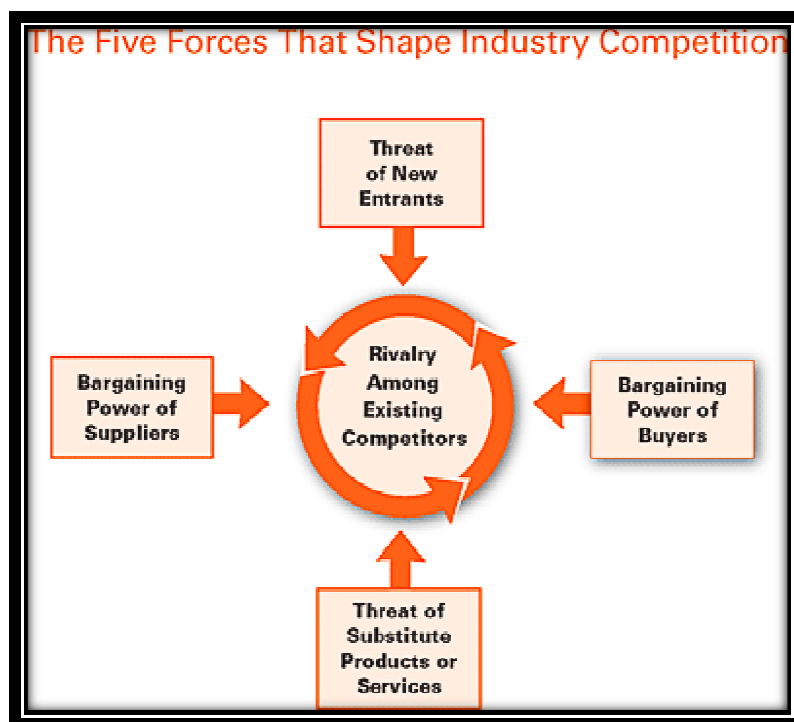 The Five Forces That Shape Industry Competition
Threat
of New
Entrants
Bargaining
Power of
Suppliers
Rivalry
Among
Existing
Competitors
Bargaining
Power of
Buyers
Threat of
Substitute
Products or
Services